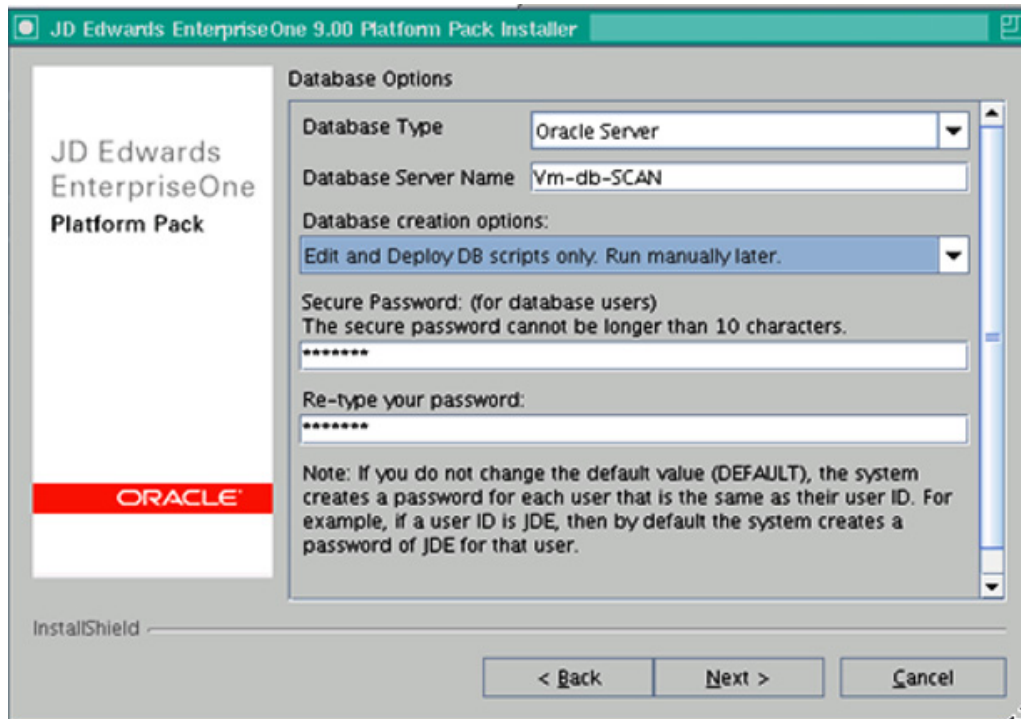 JD Edwards EnterpriseOne 9.00 Platform Pack Installer
JD Edwards
EnterpriseOne
Platform Pack
ORACLE
Database Options
Database Type
Oracle Server
Database Server Name
Vm-db-SCAN
Database creation options:
Edit and Deploy DB scripts only. Run manually later.
Secure Password: (for database users)
The secure password cannot be longer than 10 characters.
*******
Re-type your password:
*******
Note: If you do not change the default value (DEFAULT), the system
creates a password for each user that is the same as their user ID. For
example, if a user ID is JDE, then by default the system creates a
password of JDE for that user.
InstallShield
< Back
Next >
Cancel